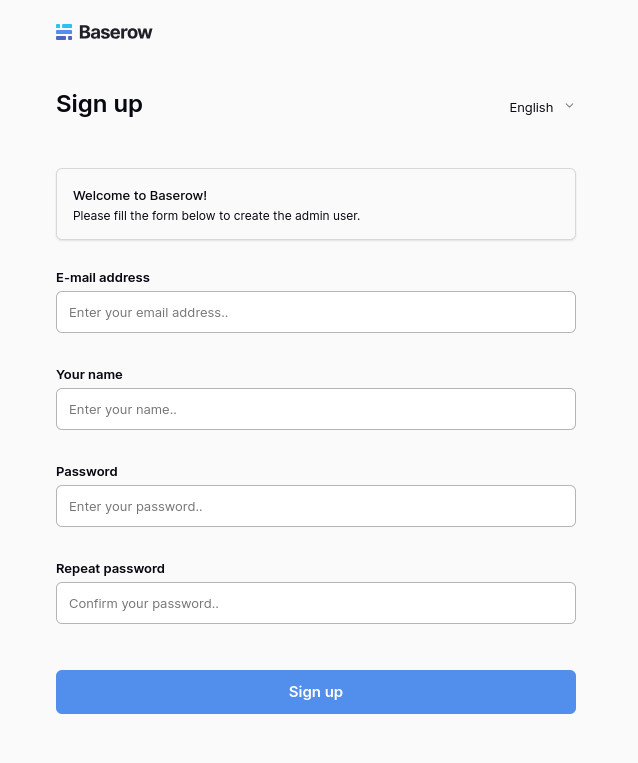 Baserow
Sign up
English
Welcome to Baserow!
Please fill the form below to create the admin user.
E-mail address
Enter your email address..
Your name
Enter your name..
Password
Enter your password..
Repeat password
Confirm your password..
Sign up